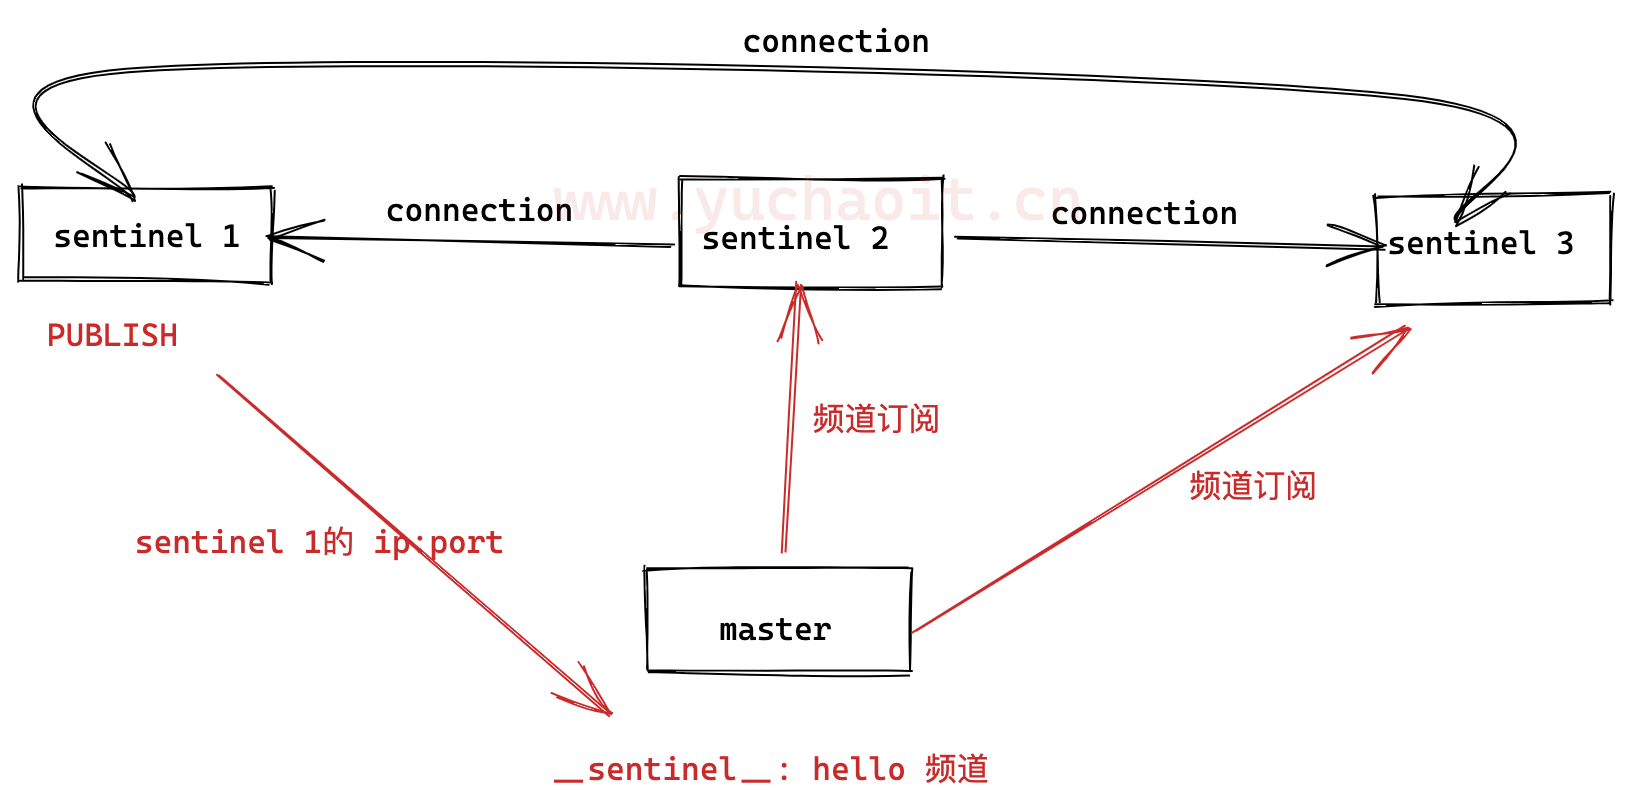 connection
www.yuchaoit.cn
connection
connection
sentinel 1
sentinel 2
sentinel 3
PUBLISH
频道订阅
频道订阅
sentinel 1的 ip:port
master
__sentinel__: hello 频道